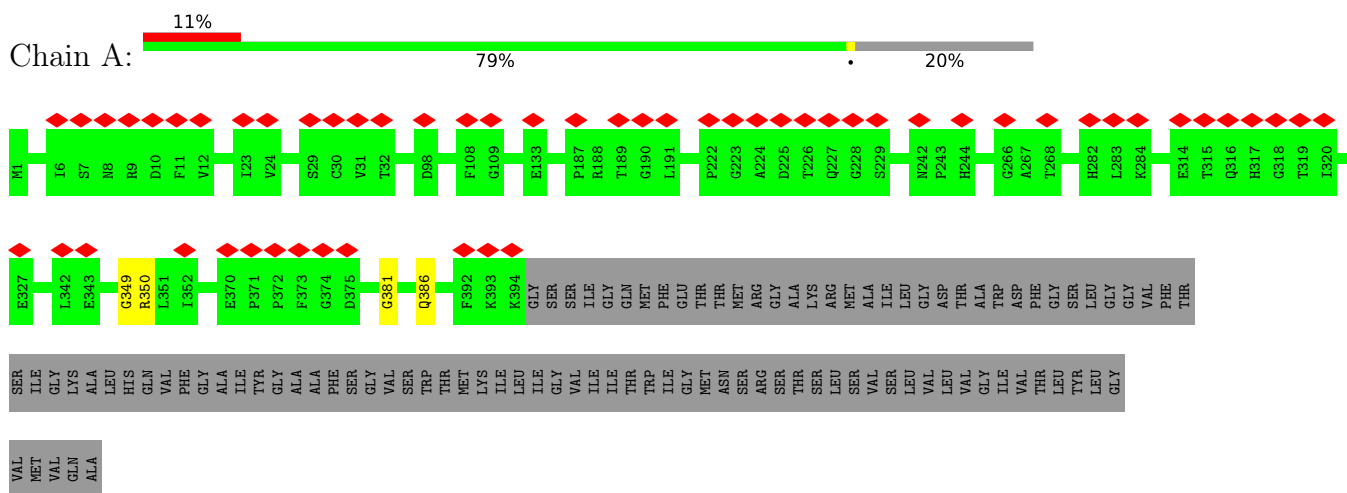 11%
Chain A:
79%
•
20%
M1 I6 S7 N8 R9 D10 F11 V12 I23 V24 S29 C30 V31 T32 D98 F108 G109 E133 P187 R188 T189 G190 L191 P222 G223 A224 D225 T226 Q227 G228 S229 N242 P243 H244 G266 A267 T268 H282 L283 K284 E314 T315 Q316 H317 G318 T319 I320
E327 L342 E343 G349 R350 L351 I352 E370 P371 P372 F373 G374 D375 G381 Q386 F392 K393 K394 GLY SER SER ILE GLY GLN MET PHE GLU THR THR MET ARG GLY ALA LYS ARG MET ALA ILE LEU GLY ASP THR ALA TRP ASP PHE GLY SER LEU GLY GLY VAL PHE THR
SER ILE GLY LYS ALA LEU HIS GLN VAL PHE GLY ALA ILE TYR GLY ALA ALA PHE SER GLY VAL SER TRP THR MET LYS ILE LEU ILE GLY VAL ILE ILE THR TRP ILE GLY MET ASN SER ARG SER THR SER LEU SER VAL SER LEU VAL LEU VAL GLY ILE VAL THR LEU TYR LEU GLY
VAL MET VAL GLN ALA